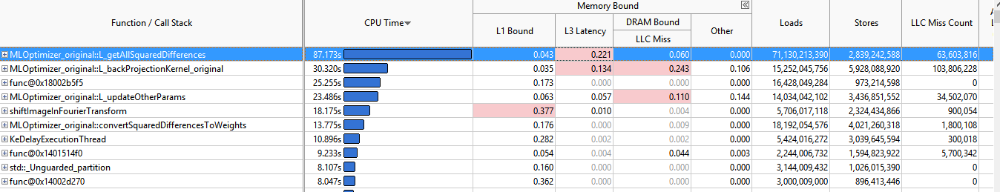 Memory Bound
Function / Call Stack CPU Time L1 Bound L3 Latency DRAM Bound Other Loads Stores LLC Miss Count
LLC Miss
MLOptimizer_original::L_getAllSquaredDifferences 87.173s 0.043 0.221 0.060 0.000 71,130,213,390 2,839,242,588 63,603,816
MLOptimizer_original::L_backProjectionKernel_original 30.320s 0.035 0.134 0.243 0.106 15,252,045,756 5,928,088,920 103,806,228
func@0x18002b5f5 25.255s 0.173 0.000 0.000 0.000 16,428,049,284 973,214,598 0
MLOptimizer_original::L_updateOtherParams 23.486s 0.063 0.057 0.110 0.144 14,034,042,102 3,436,851,552 34,502,070
shiftImageInFourierTransform 18.175s 0.377 0.010 0.004 0.000 5,706,017,118 2,324,434,866 900,054
MLOptimizer_original::convertSquaredDifferencesToWeights 13.775s 0.176 0.000 0.009 0.000 18,192,054,576 4,021,260,318 1,800,108
KeDelayExecutionThread 10.896s 0.282 0.002 0.002 0.000 5,424,016,272 3,039,645,594 300,018
func@0x1401514f0 9.233s 0.054 0.004 0.044 0.003 2,244,006,732 1,594,823,922 5,700,342
std::_Unguarded_partition 8.107s 0.160 0.000 0.000 0.000 3,144,009,432 1,026,015,390 0
func@0x14002d270 8.047s 0.362 0.000 0.000 0.000 3,000,009,000 896,413,446 0